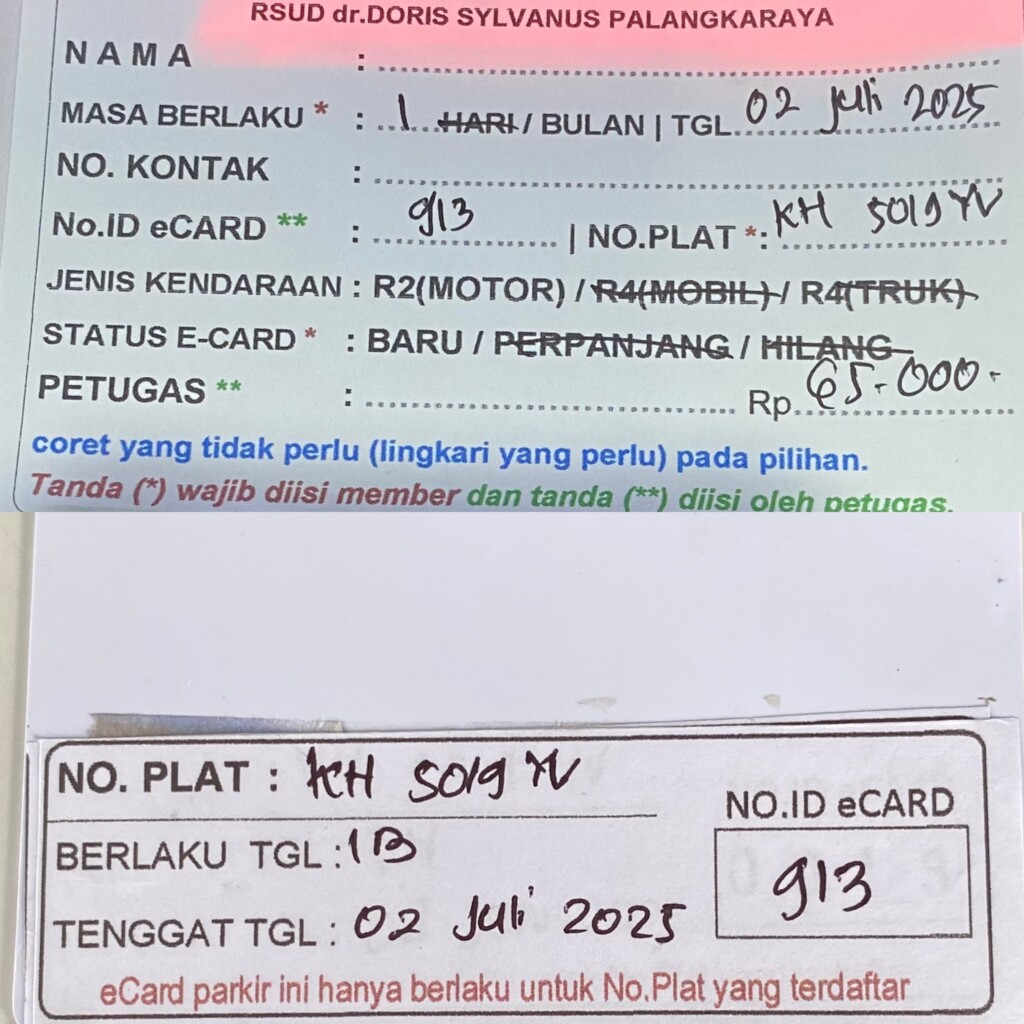 RSUD dr.DORIS SYLVANUS PALANGKARAYA
NAMA :
MASA BERLAKU * : 1 HARI / BULAN | TGL. 02 Juli 2025
NO. KONTAK :
No.ID eCARD ** : 913 | NO.PLAT *: KH 5019 YV
JENIS KENDARAAN : R2(MOTOR) / R4(MOBIL) / R4(TRUK)
STATUS E-CARD * : BARU / PERPANJANG / HILANG
PETUGAS ** : Rp. 65.000.-
coret yang tidak perlu (lingkari yang perlu) pada pilihan.
Tanda (*) wajib diisi member dan tanda (**) diisi oleh petugas.
NO. PLAT : KH 5019 YV
NO.ID eCARD
BERLAKU TGL : 1 B
913
TENGGAT TGL : 02 Juli 2025
eCard parkir ini hanya berlaku untuk No.Plat yang terdaftar